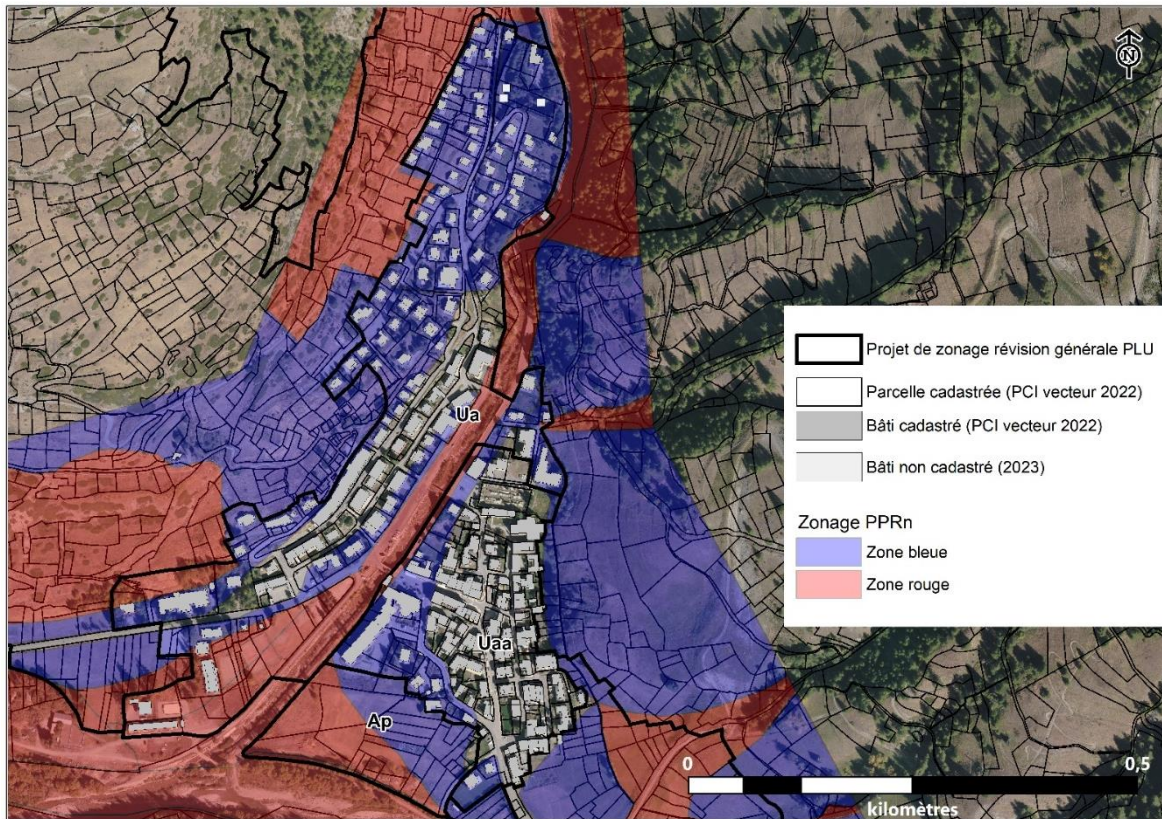 N
Ua
Uaa
Ap
Projet de zonage révision générale PLU
Parcelle cadastrée (PCI vecteur 2022)
Bâti cadastré (PCI vecteur 2022)
Bâti non cadastré (2023)
Zonage PPRn
Zone bleue
Zone rouge
0
0,5
kilomètres